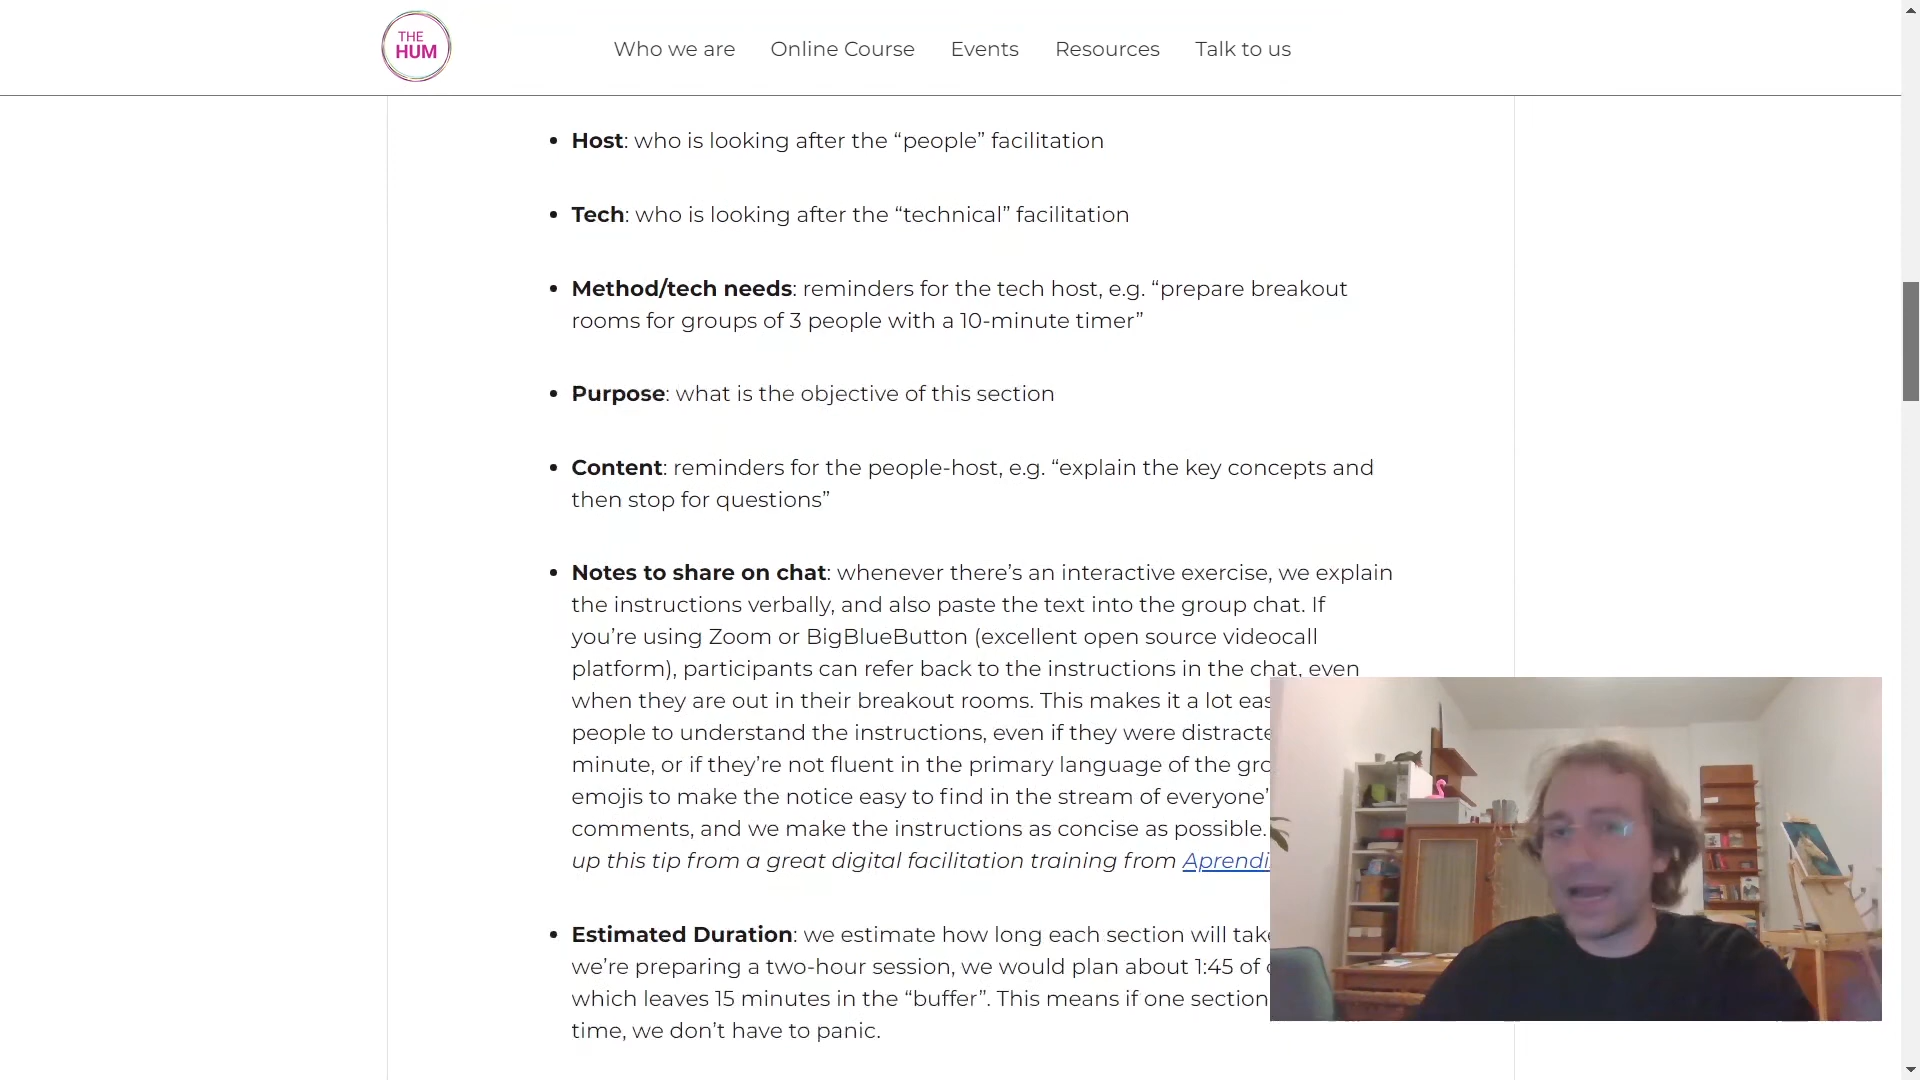 THE
HUM
Who we are
Online Course
Events
Resources
Talk to us
Host: who is looking after the “people” facilitation
Tech: who is looking after the “technical” facilitation
Method/tech needs: reminders for the tech host, e.g. “prepare breakout
rooms for groups of 3 people with a 10-minute timer”
Purpose: what is the objective of this section
Content: reminders for the people-host, e.g. “explain the key concepts and
then stop for questions”
Notes to share on chat: whenever there’s an interactive exercise, we explain
the instructions verbally, and also paste the text into the group chat. If
you’re using Zoom or BigBlueButton (excellent open source videocall
platform), participants can refer back to the instructions in the chat, even
when they are out in their breakout rooms. This makes it a lot
people to understand the instructions, even if they were
minute, or if they’re not fluent in the primary language of the
emojis to make the notice easy to find in the stream of
comments, and we make the instructions as concise as possible.
up this tip from a great digital facilitation training from
Estimated Duration: we estimate how long each section will
we’re preparing a two-hour session, we would plan about 1:45 of
which leaves 15 minutes in the “buffer”. This means if one section
time, we don’t have to panic.